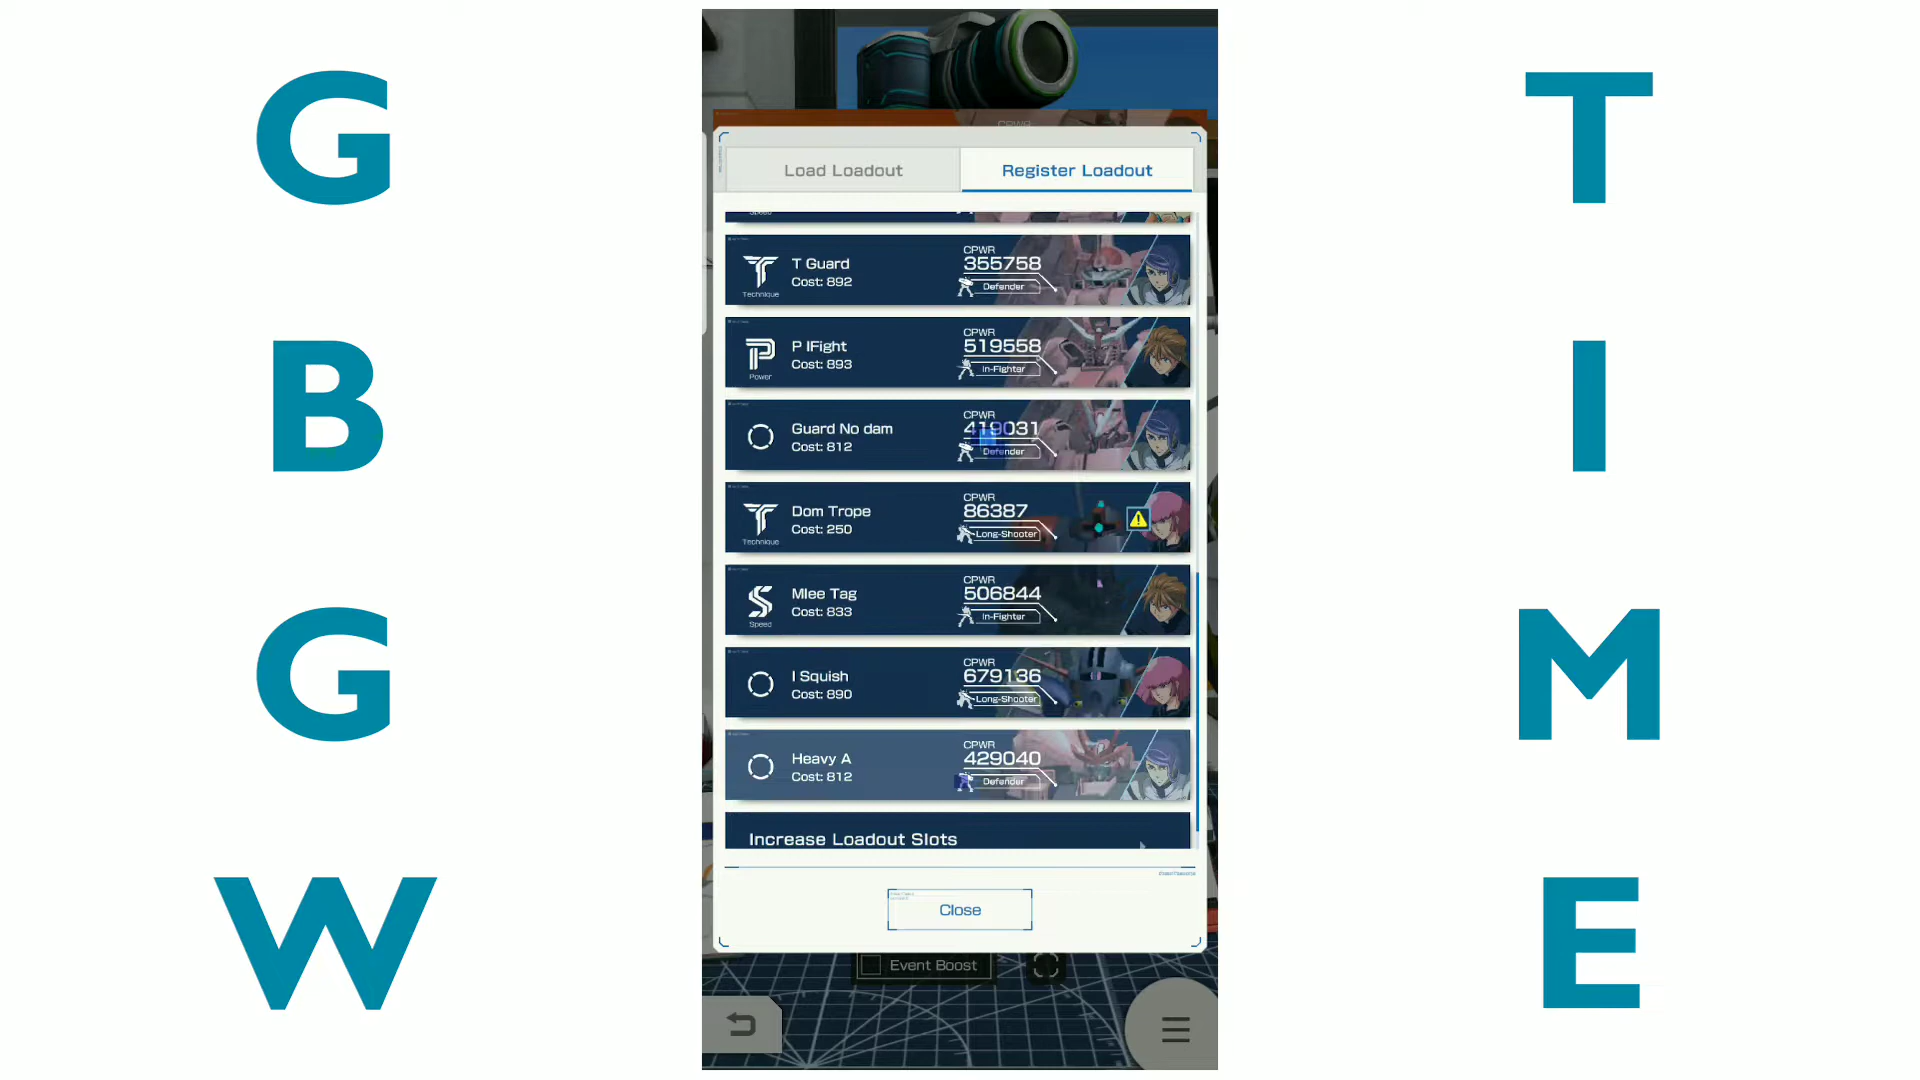 G
B
G
W
CPWR
Load Loadout
Register Loadout
Speed
T Guard
Cost: 892
Technique
CPWR
355758
Defender
P IFight
Cost: 893
Power
CPWR
519558
In-Fighter
Guard No dam
Cost: 812
CPWR
419031
Defender
Dom Trope
Cost: 250
Technique
CPWR
86387
Long-Shooter
Mlee Tag
Cost: 833
Speed
CPWR
506844
In-Fighter
I Squish
Cost: 890
CPWR
679136
Long-Shooter
Heavy A
Cost: 812
CPWR
429040
Defender
Increase Loadout Slots
Close
Event Boost
T
I
M
E